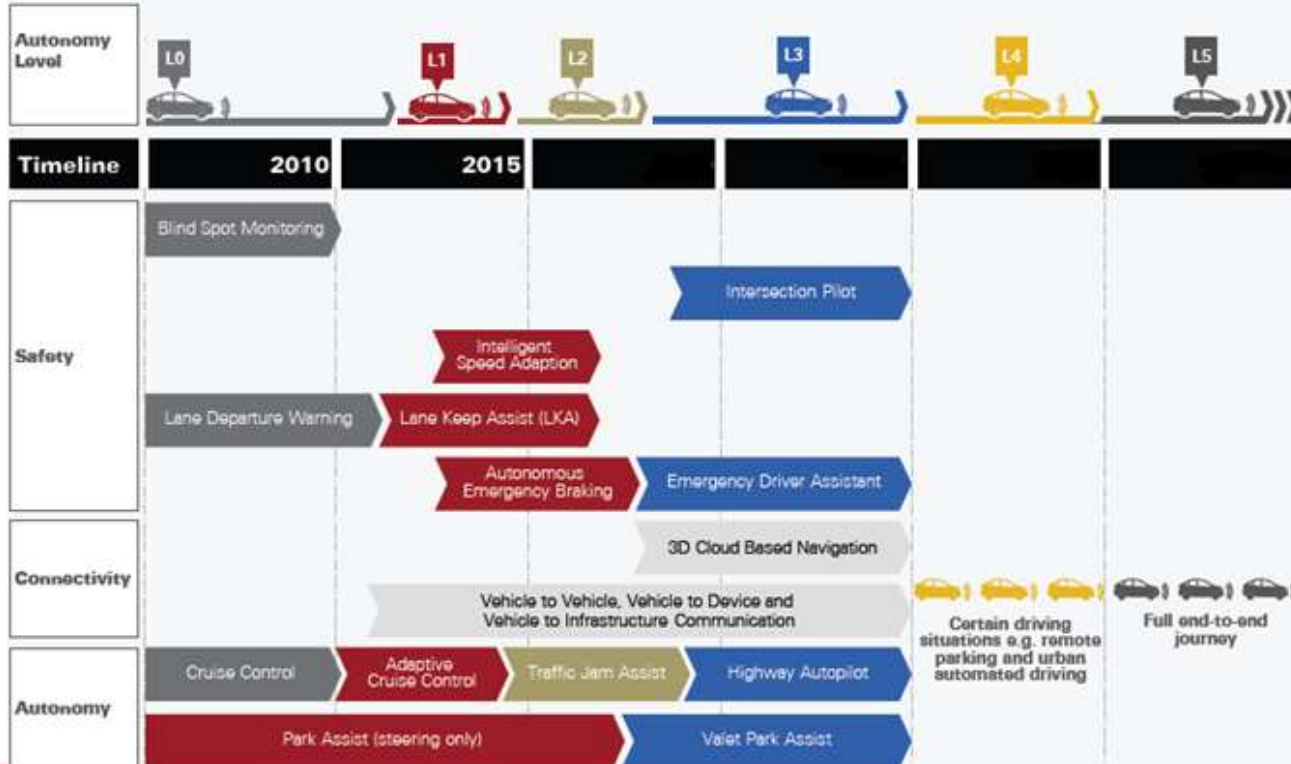 Autonomy
Level
L0
L1
L2
L3
L4
L5
Timeline
2010
2015
Safety
Blind Spot Monitoring
Intersection Pilot
Intelligent
Speed Adaption
Lane Departure Warning
Lane Keep Assist (LKA)
Autonomous
Emergency Braking
Emergency Driver Assistant
Connectivity
3D Cloud Based Navigation
Vehicle to Vehicle, Vehicle to Device and
Vehicle to Infrastructure Communication
Certain driving
situations e.g. remote
parking and urban
automated driving
Full end-to-end
journey
Autonomy
Cruise Control
Adaptive
Cruise Control
Traffic Jam Assist
Highway Autopilot
Park Assist (steering only)
Valet Park Assist